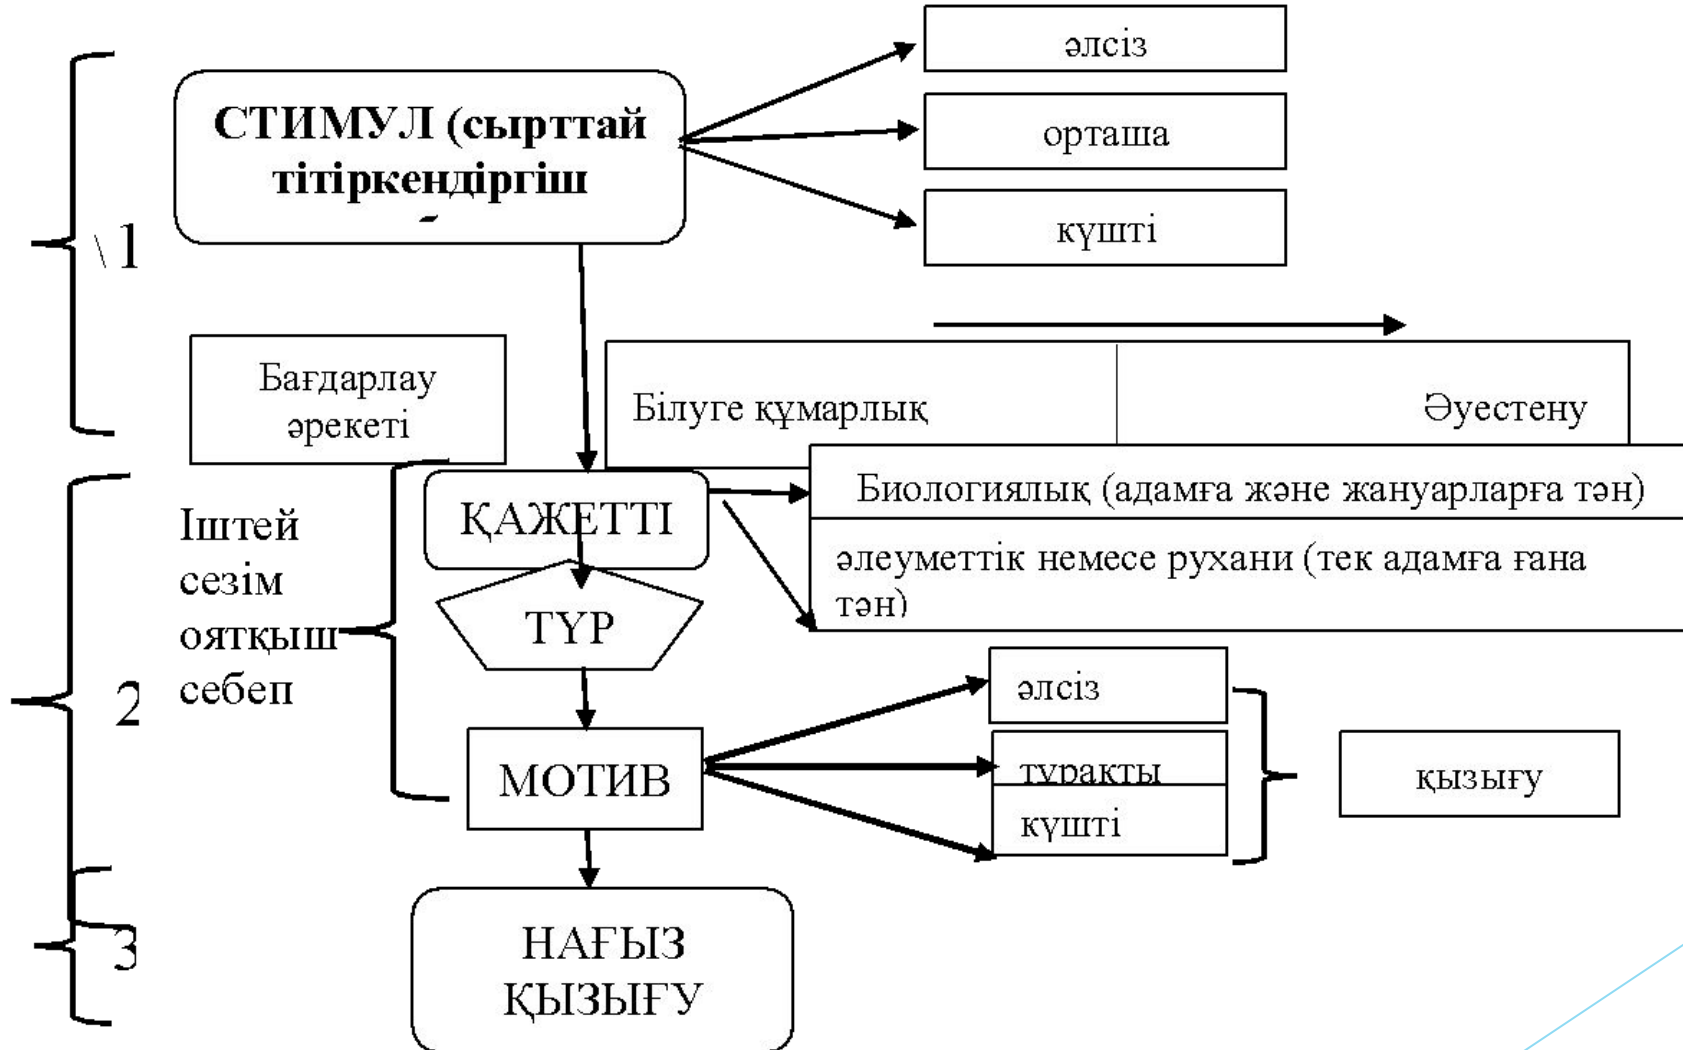 әлсіз
СТИМУЛ (сырттай
тітіркендіргіш
орташа
күшті
\1
Бағдарлау
әрекеті
Білуге құмарлық
Әуестену
Биологиялық (адамға және жануарларға тән)
ҚАЖЕТТІ
әлеуметтік немесе рухани (тек адамға ғана
тән)
Іштей
сезім
оятқыш
себеп
ТҮР
2
әлсіз
МОТИВ
тұрақты
күшті
қызығу
3
НАҒЫЗ
ҚЫЗЫҒУ